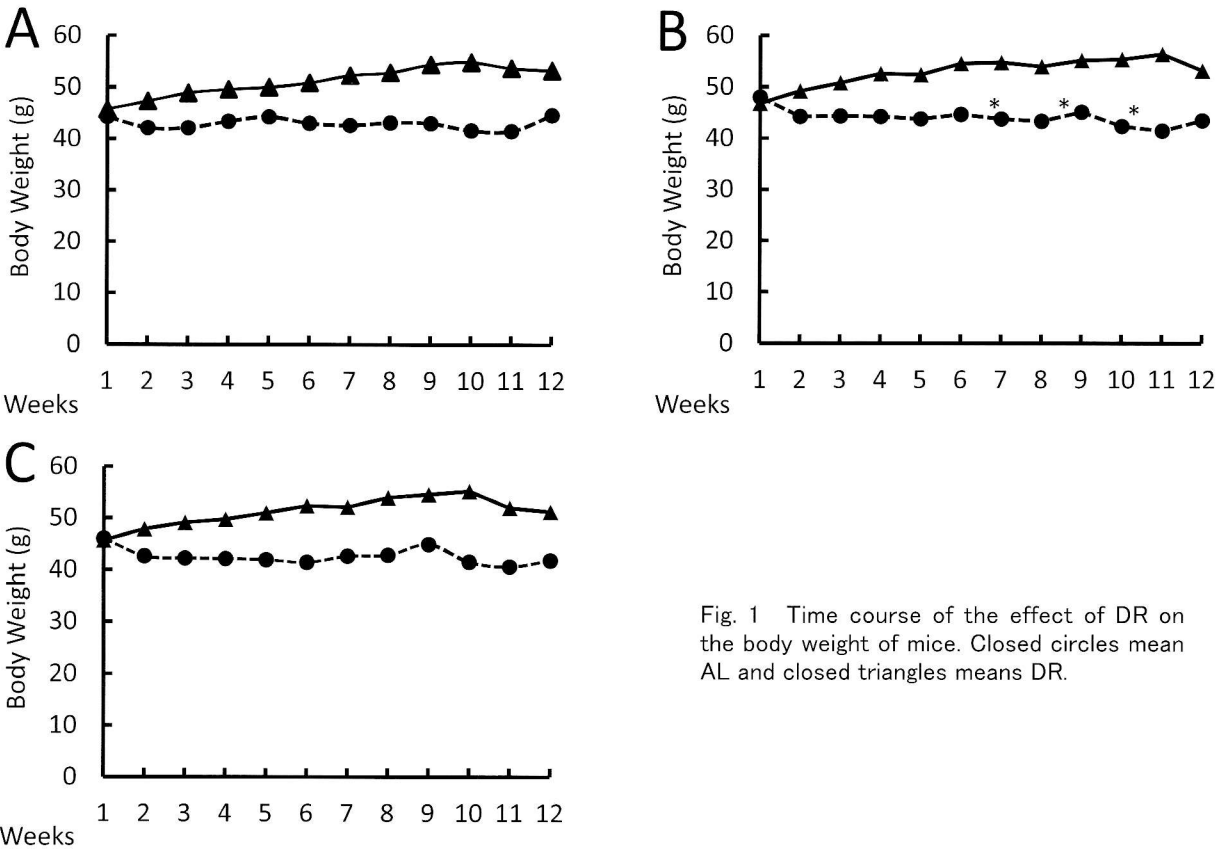 A
60
50
40
30
20
10
0
Body Weight (g)
1 2 3 4 5 6 7 8 9 10 11 12
Weeks
B
60
50
40
30
20
10
0
Body Weight (g)
* * *
1 2 3 4 5 6 7 8 9 10 11 12
Weeks
C
60
50
40
30
20
10
0
Body Weight (g)
1 2 3 4 5 6 7 8 9 10 11 12
Weeks
Fig. 1 Time course of the effect of DR on
the body weight of mice. Closed circles mean
AL and closed triangles means DR.